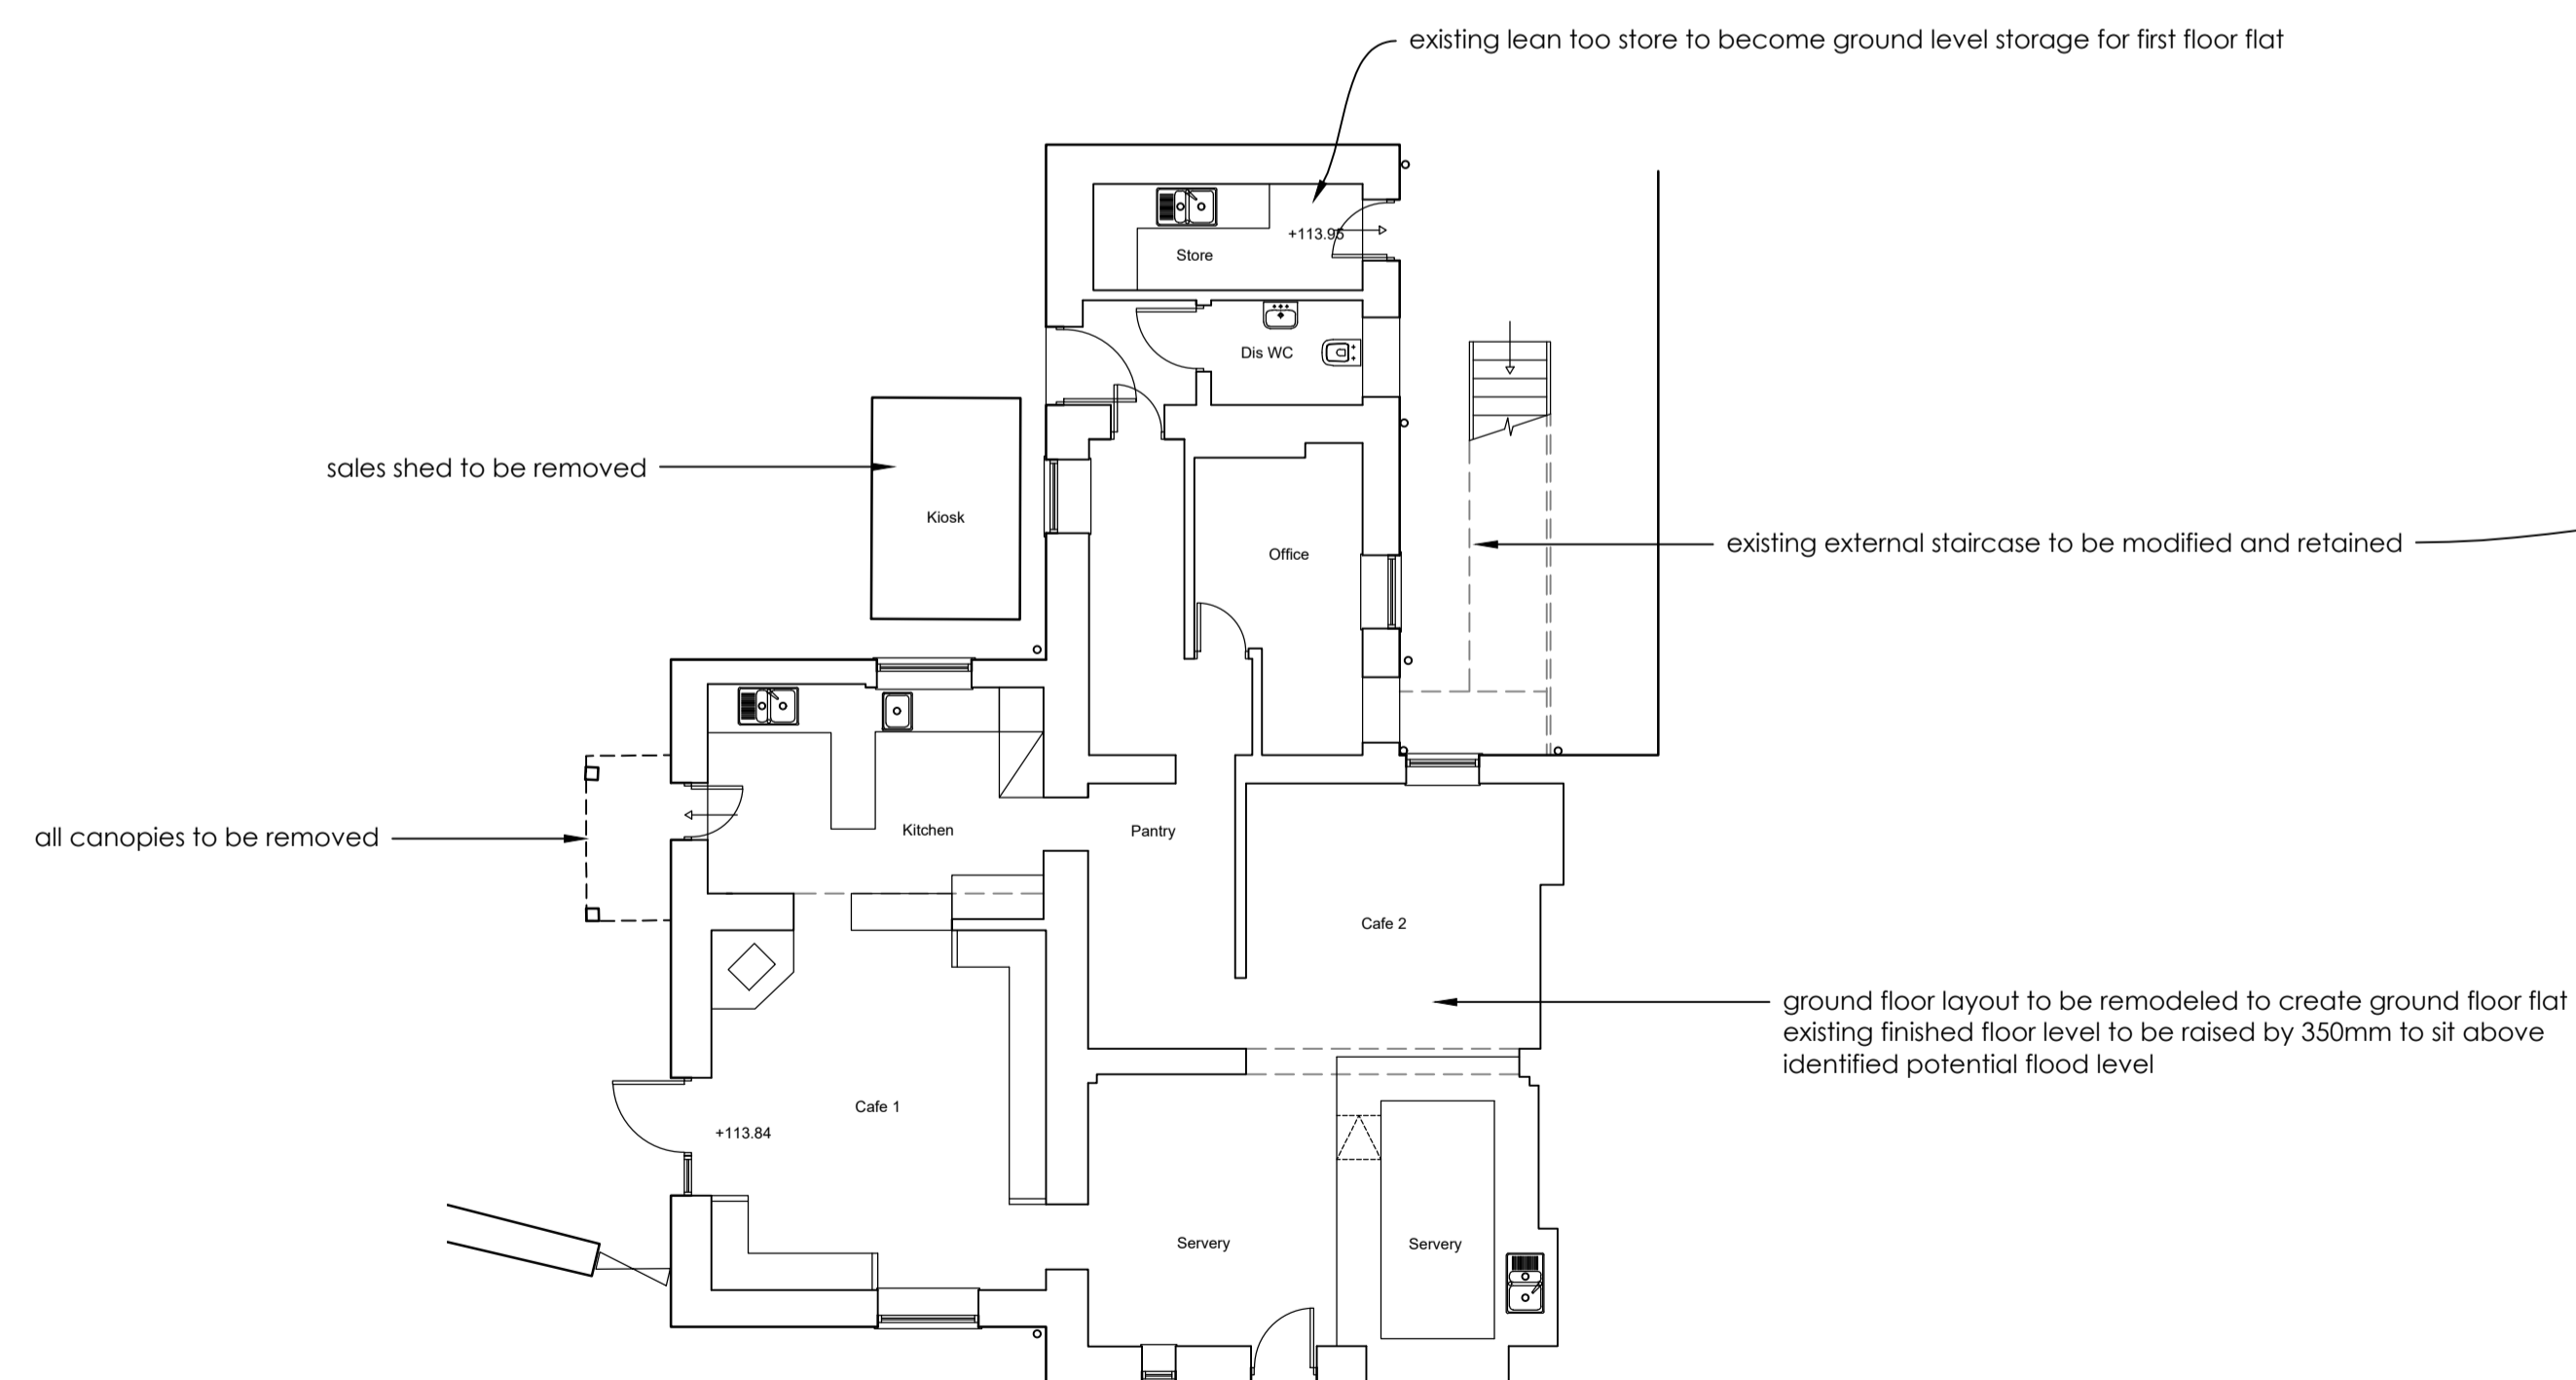 existing lean too store to become ground level storage for first floor flat
+113.95
Store
Dis WC
sales shed to be removed
Kiosk
existing external staircase to be modified and retained
Office
all canopies to be removed
Kitchen
Pantry
Cafe 2
ground floor layout to be remodeled to create ground floor flat
existing finished floor level to be raised by 350mm to sit above
identified potential flood level
Cafe 1
+113.84
Servery
Servery